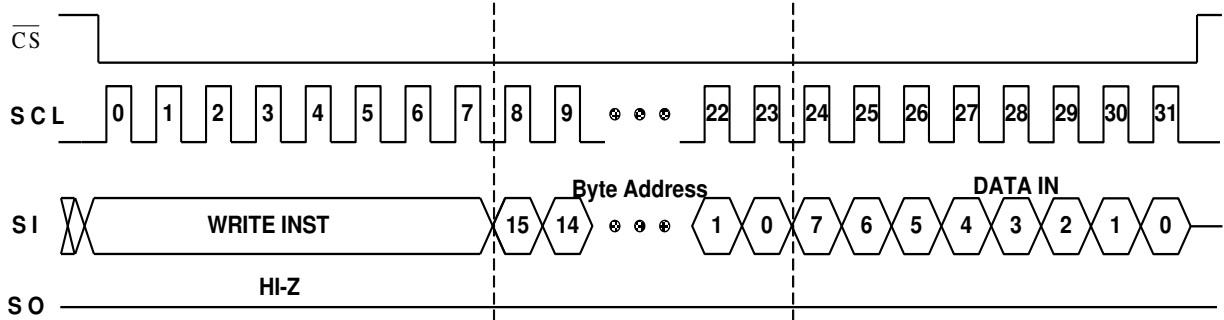 CS
SCL 0 1 2 3 4 5 6 7 8 9 22 23 24 25 26 27 28 29 30 31
Byte Address DATA IN
SI WRITE INST 15 14 1 0 7 6 5 4 3 2 1 0
HI-Z
SO